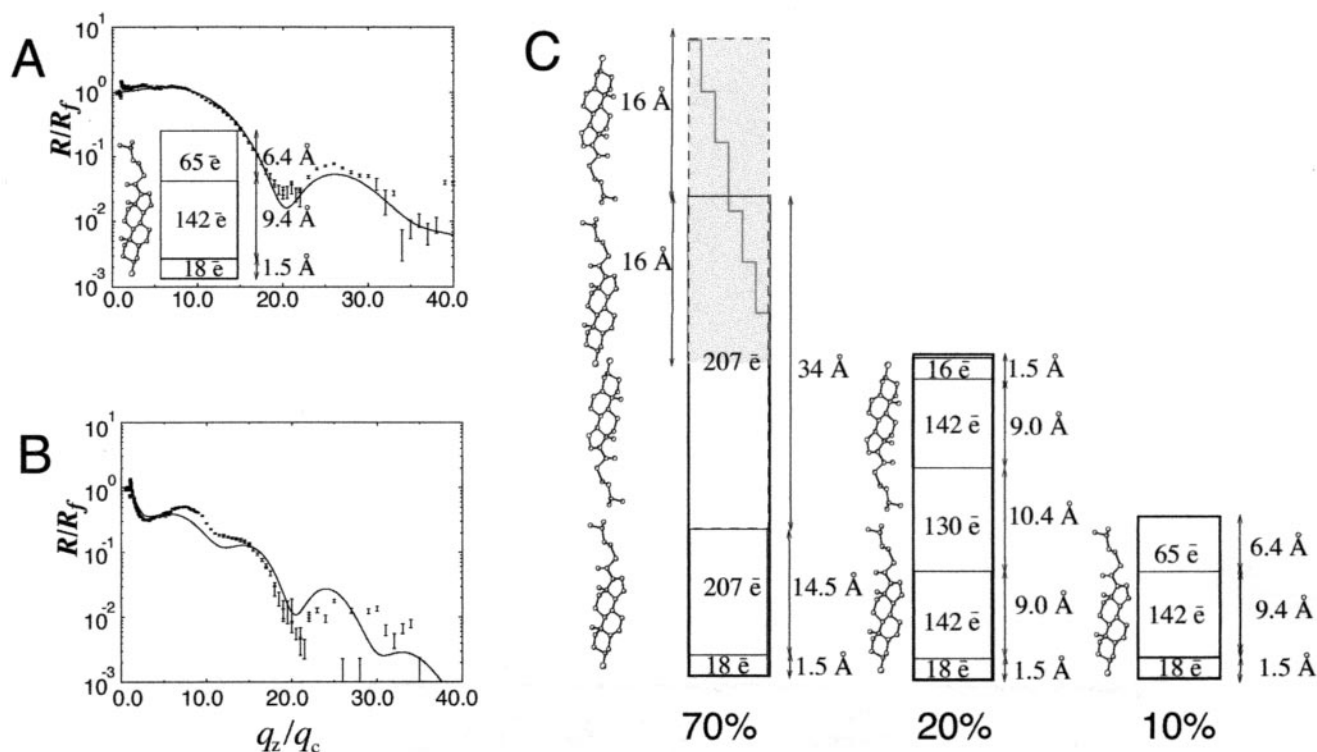 A
R/R_f
10^1
10^0
10^-1
10^-2
10^-3
65 ē
142 ē
18 ē
6.4 Å
9.4 Å
1.5 Å
0.0 10.0 20.0 30.0 40.0
B
R/R_f
10^1
10^0
10^-1
10^-2
10^-3
0.0 10.0 20.0 30.0 40.0
q_z/q_c
C
16 Å
16 Å
207 ē
34 Å
207 ē
14.5 Å
18 ē
1.5 Å
70%
16 ē
1.5 Å
142 ē
9.0 Å
130 ē
10.4 Å
142 ē
9.0 Å
18 ē
1.5 Å
20%
65 ē
6.4 Å
142 ē
9.4 Å
18 ē
1.5 Å
10%